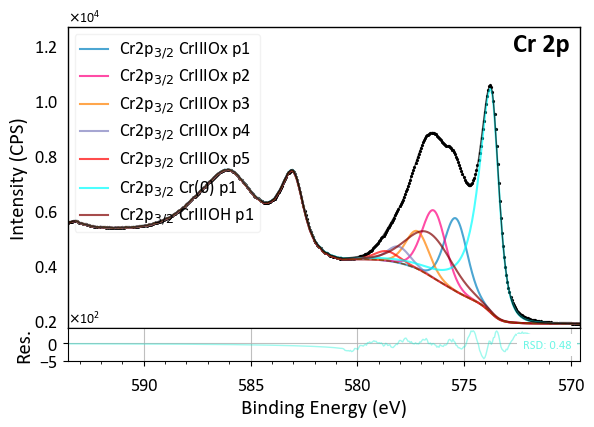 ×10⁴
Cr 2p
Cr2p3/2 CrIIIOx p1
Cr2p3/2 CrIIIOx p2
Cr2p3/2 CrIIIOx p3
Cr2p3/2 CrIIIOx p4
Cr2p3/2 CrIIIOx p5
Cr2p3/2 Cr(0) p1
Cr2p3/2 CrIIIOH p1
Intensity (CPS)
1.2
1.0
0.8
0.6
0.4
0.2
×10²
Res.
0
−5
RSD: 0.48
590
585
580
575
570
Binding Energy (eV)